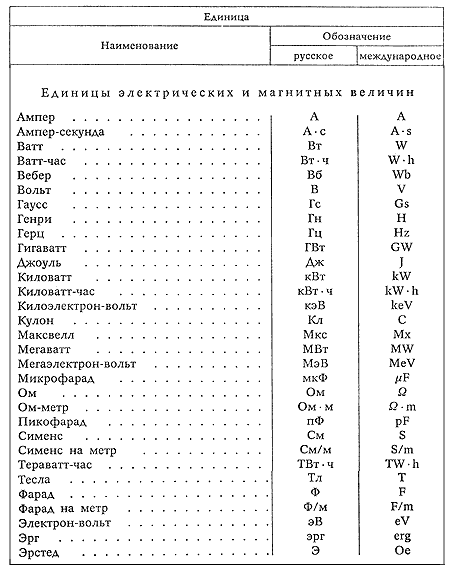 Единица
Наименование
Обозначение
русское международное
Единицы электрических и магнитных величин
Ампер . . . . . . . . . . . . . . А A
Ампер-секунда . . . . . . . . . . А·с A·s
Ватт . . . . . . . . . . . . . . Вт W
Ватт-час . . . . . . . . . . . . Вт·ч W·h
Вебер . . . . . . . . . . . . . . Вб Wb
Вольт . . . . . . . . . . . . . . В V
Гаусс . . . . . . . . . . . . . . Гс Gs
Генри . . . . . . . . . . . . . . Гн H
Герц . . . . . . . . . . . . . . Гц Hz
Гигаватт . . . . . . . . . . . . ГВт GW
Джоуль . . . . . . . . . . . . . Дж J
Киловатт . . . . . . . . . . . . кВт kW
Киловатт-час . . . . . . . . . . кВт·ч kW·h
Килоэлектрон-вольт . . . . . . . кэВ keV
Кулон . . . . . . . . . . . . . . Кл C
Максвелл . . . . . . . . . . . . Мкс Mx
Мегаватт . . . . . . . . . . . . МВт MW
Мегаэлектрон-вольт . . . . . . . МэВ MeV
Микрофарад . . . . . . . . . . . мкФ μF
Ом . . . . . . . . . . . . . . . Ом Ω
Ом-метр . . . . . . . . . . . . . Ом·м Ω·m
Пикофарад . . . . . . . . . . . . пФ pF
Сименс . . . . . . . . . . . . . См S
Сименс на метр . . . . . . . . . См/м S/m
Тераватт-час . . . . . . . . . . ТВт·ч TW·h
Тесла . . . . . . . . . . . . . . Тл T
Фарад . . . . . . . . . . . . . . Ф F
Фарад на метр . . . . . . . . . . Ф/м F/m
Электрон-вольт . . . . . . . . . эВ eV
Эрг . . . . . . . . . . . . . . . эрг erg
Эрстед . . . . . . . . . . . . . Э Oe